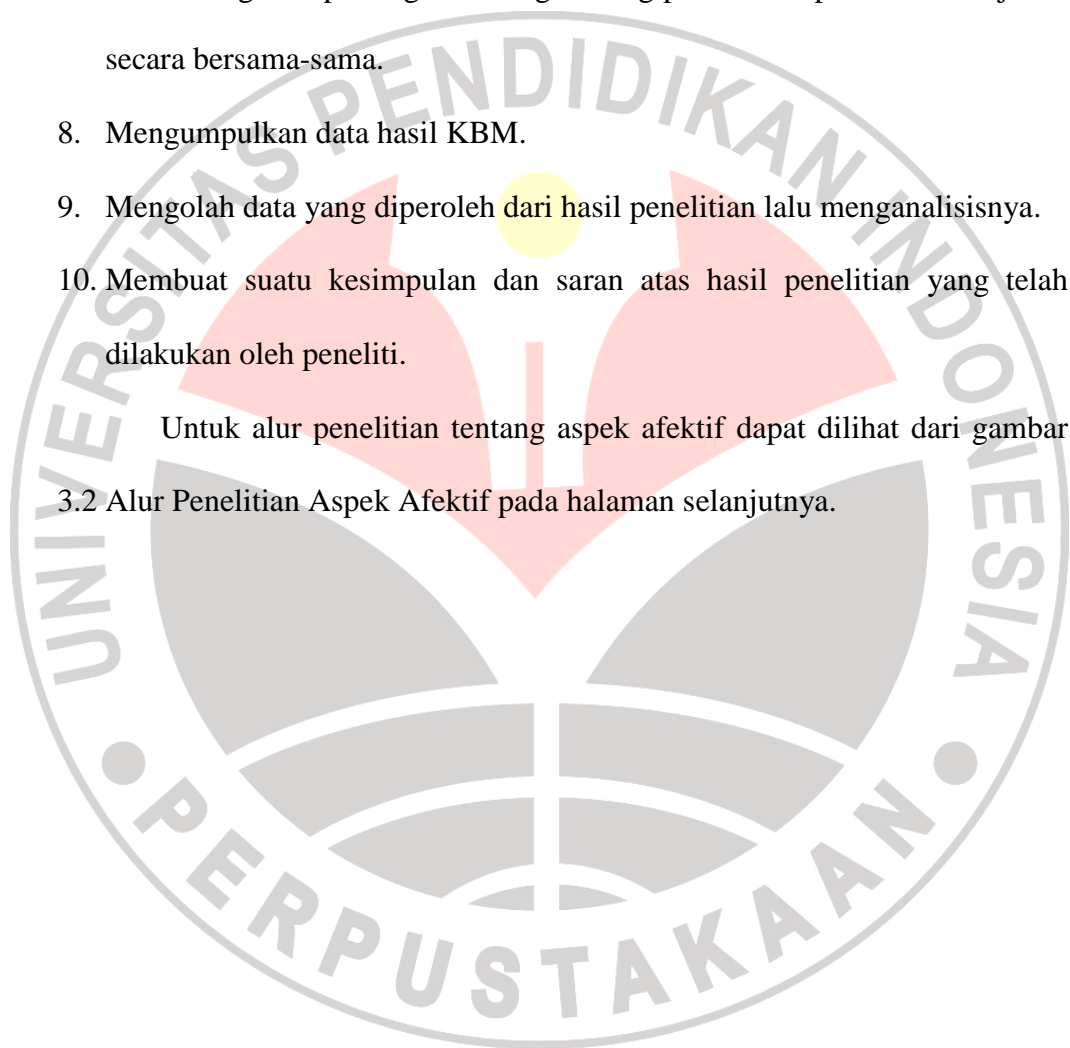 secara bersama-sama.
8. Mengumpulkan data hasil KBM.
9. Mengolah data yang diperoleh dari hasil penelitian lalu menganalisisnya.
10. Membuat suatu kesimpulan dan saran atas hasil penelitian yang telah
dilakukan oleh peneliti.
Untuk alur penelitian tentang aspek afektif dapat dilihat dari gambar
3.2 Alur Penelitian Aspek Afektif pada halaman selanjutnya.
UNIVERSITAS PENDIDIKAN INDONESIA
PERPUSTAKAAN